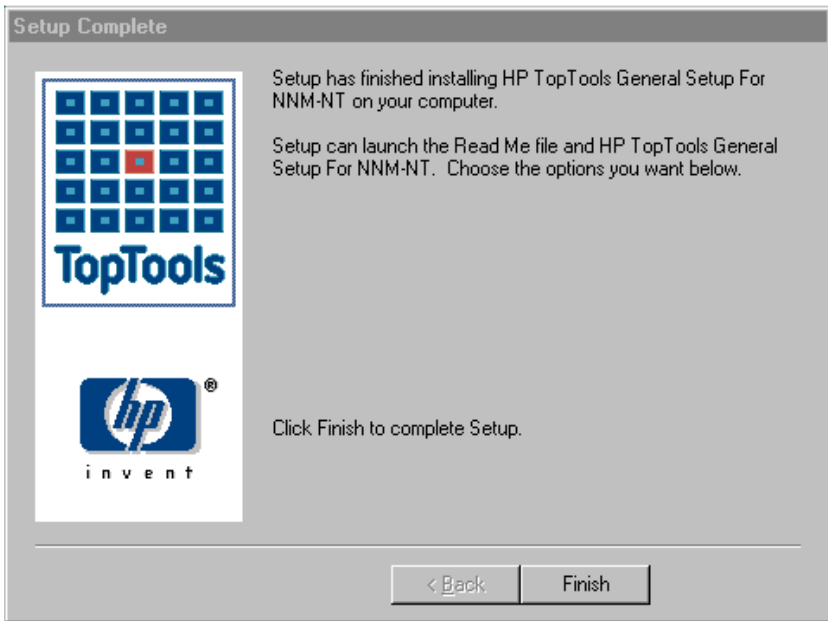 Setup Complete
Setup has finished installing HP TopTools General Setup For
NNM-NT on your computer.
Setup can launch the Read Me file and HP TopTools General
Setup For NNM-NT.  Choose the options you want below.
TopTools
hp
®
invent
Click Finish to complete Setup.
< Back
Finish